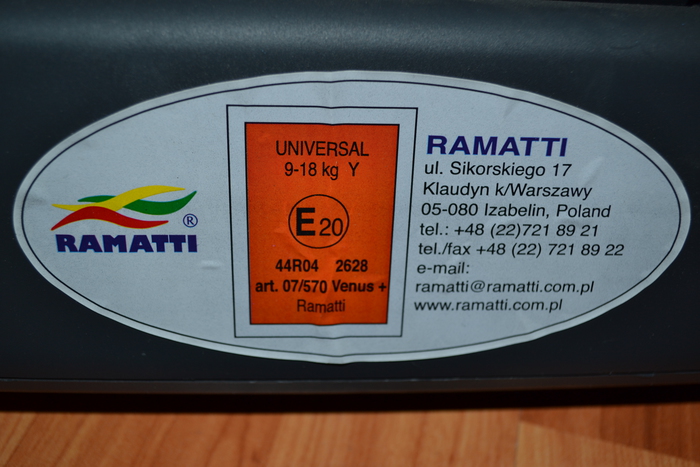 RAMATTI ®
UNIVERSAL
9-18 kg Y
E 20
44R04 2628
art. 07/570 Venus +
Ramatti
RAMATTI
ul. Sikorskiego 17
Klaudyn k/Warszawy
05-080 Izabelin, Poland
tel.: +48 (22)721 89 21
tel./fax +48 (22) 721 89 22
e-mail:
ramatti@ramatti.com.pl
www.ramatti.com.pl